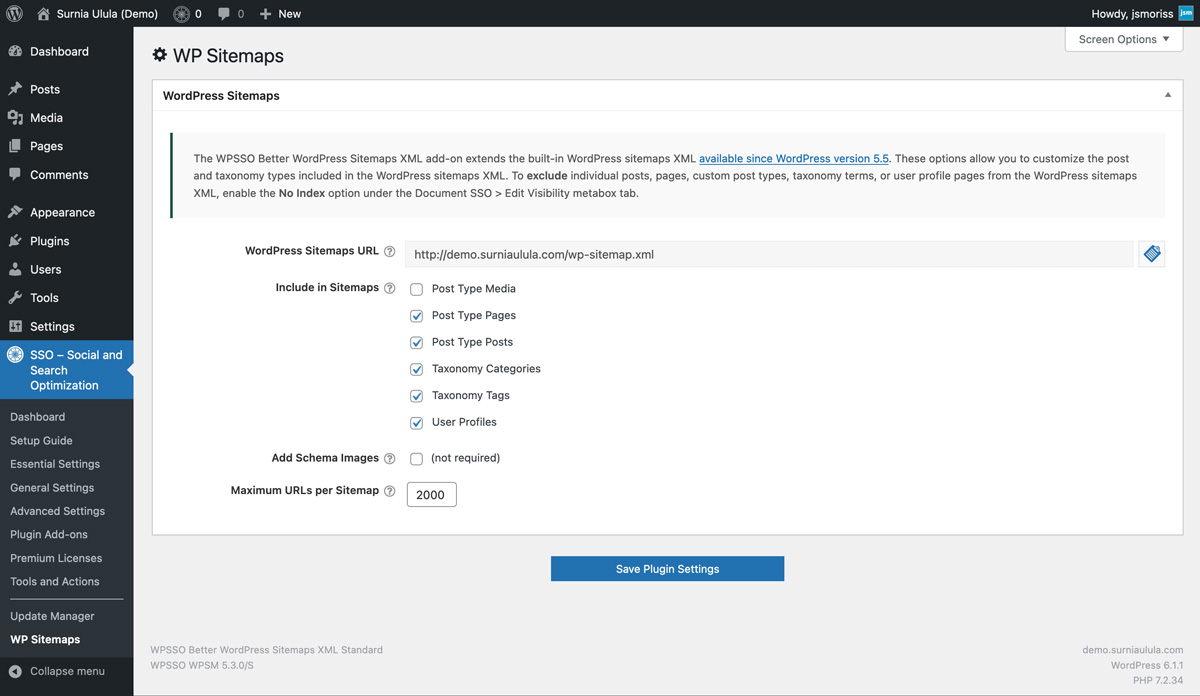 Surnia Ulula (Demo) 0 0 New Howdy, jsmoriss jsm
Screen Options ▼
Dashboard
Posts
Media
Pages
Comments
Appearance
Plugins
Users
Tools
Settings
SSO – Social and
Search
Optimization
Dashboard
Setup Guide
Essential Settings
General Settings
Advanced Settings
Plugin Add-ons
Premium Licenses
Tools and Actions
Update Manager
WP Sitemaps
Collapse menu
WP Sitemaps
WordPress Sitemaps
The WPSSO Better WordPress Sitemaps XML add-on extends the built-in WordPress sitemaps XML available since WordPress version 5.5. These options allow you to customize the post
and taxonomy types included in the WordPress sitemaps XML. To exclude individual posts, pages, custom post types, taxonomy terms, or user profile pages from the WordPress sitemaps
XML, enable the No Index option under the Document SSO > Edit Visibility metabox tab.
WordPress Sitemaps URL ? http://demo.surniaulula.com/wp-sitemap.xml
Include in Sitemaps ? Post Type Media
Post Type Pages
Post Type Posts
Taxonomy Categories
Taxonomy Tags
User Profiles
Add Schema Images ? (not required)
Maximum URLs per Sitemap ? 2000
Save Plugin Settings
WPSSO Better WordPress Sitemaps XML Standard
WPSSO WPSM 5.3.0/S
demo.surniaulula.com
WordPress 6.1.1
PHP 7.2.34